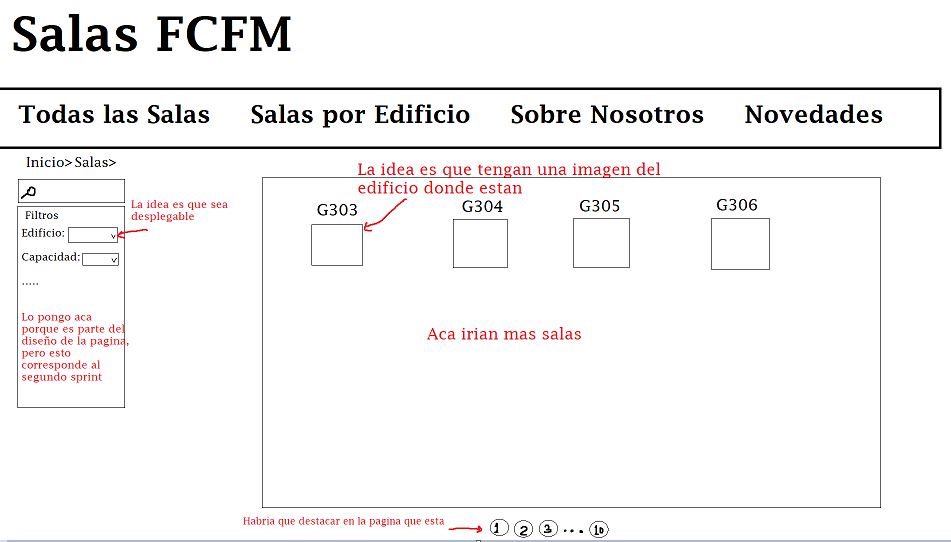 Salas FCFM
Todas las Salas Salas por Edificio Sobre Nosotros Novedades
Inicio> Salas>
Filtros
Edificio:
Capacidad:
.....
Lo pongo aca
porque es parte del
diseño de la pagina,
pero esto
corresponde al
segundo sprint
La idea es que sea
desplegable
La idea es que tengan una imagen del
edificio donde estan
G303 G304 G305 G306
Aca irian mas salas
Habria que destacar en la pagina que esta
1 2 3 ... 10